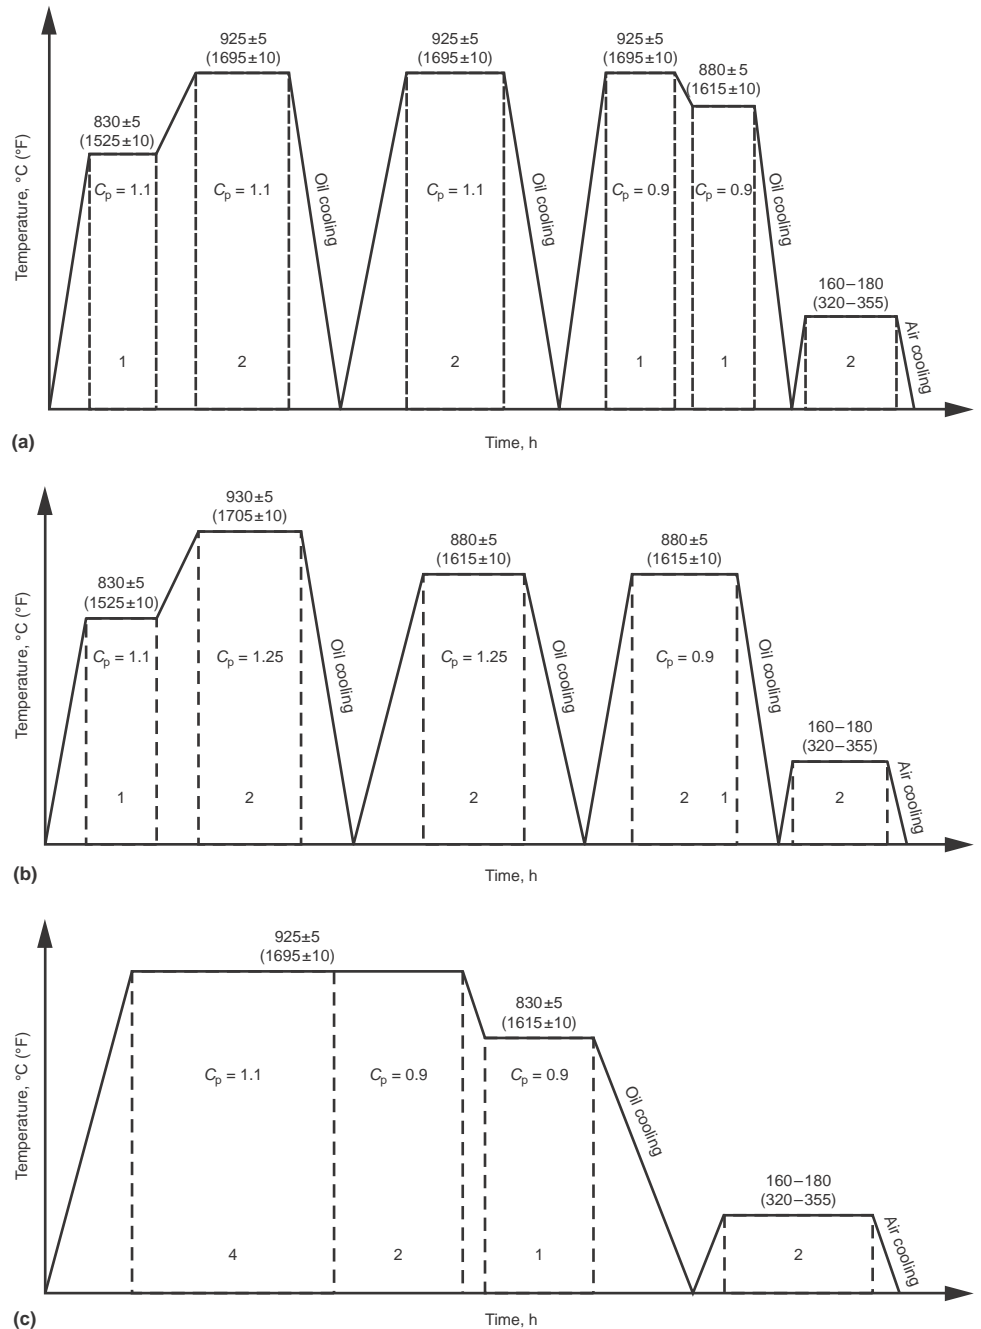 925±5
(1695±10)
925±5
(1695±10)
925±5
(1695±10)
880±5
(1615±10)
830±5
(1525±10)
Temperature, °C (°F)
Cp = 1.1
Cp = 1.1
Oil cooling
Cp = 1.1
Oil cooling
Cp = 0.9
Cp = 0.9
Oil cooling
160–180
(320–355)
Air cooling
1
2
2
1
1
2
(a)
Time, h
930±5
(1705±10)
880±5
(1615±10)
880±5
(1615±10)
830±5
(1525±10)
Temperature, °C (°F)
Cp = 1.1
Cp = 1.25
Oil cooling
Cp = 1.25
Oil cooling
Cp = 0.9
Oil cooling
160–180
(320–355)
Air cooling
1
2
2
2 1
2
(b)
Time, h
925±5
(1695±10)
830±5
(1615±10)
Temperature, °C (°F)
Cp = 1.1
Cp = 0.9
Cp = 0.9
Oil cooling
160–180
(320–355)
Air cooling
4
2
1
2
(c)
Time, h